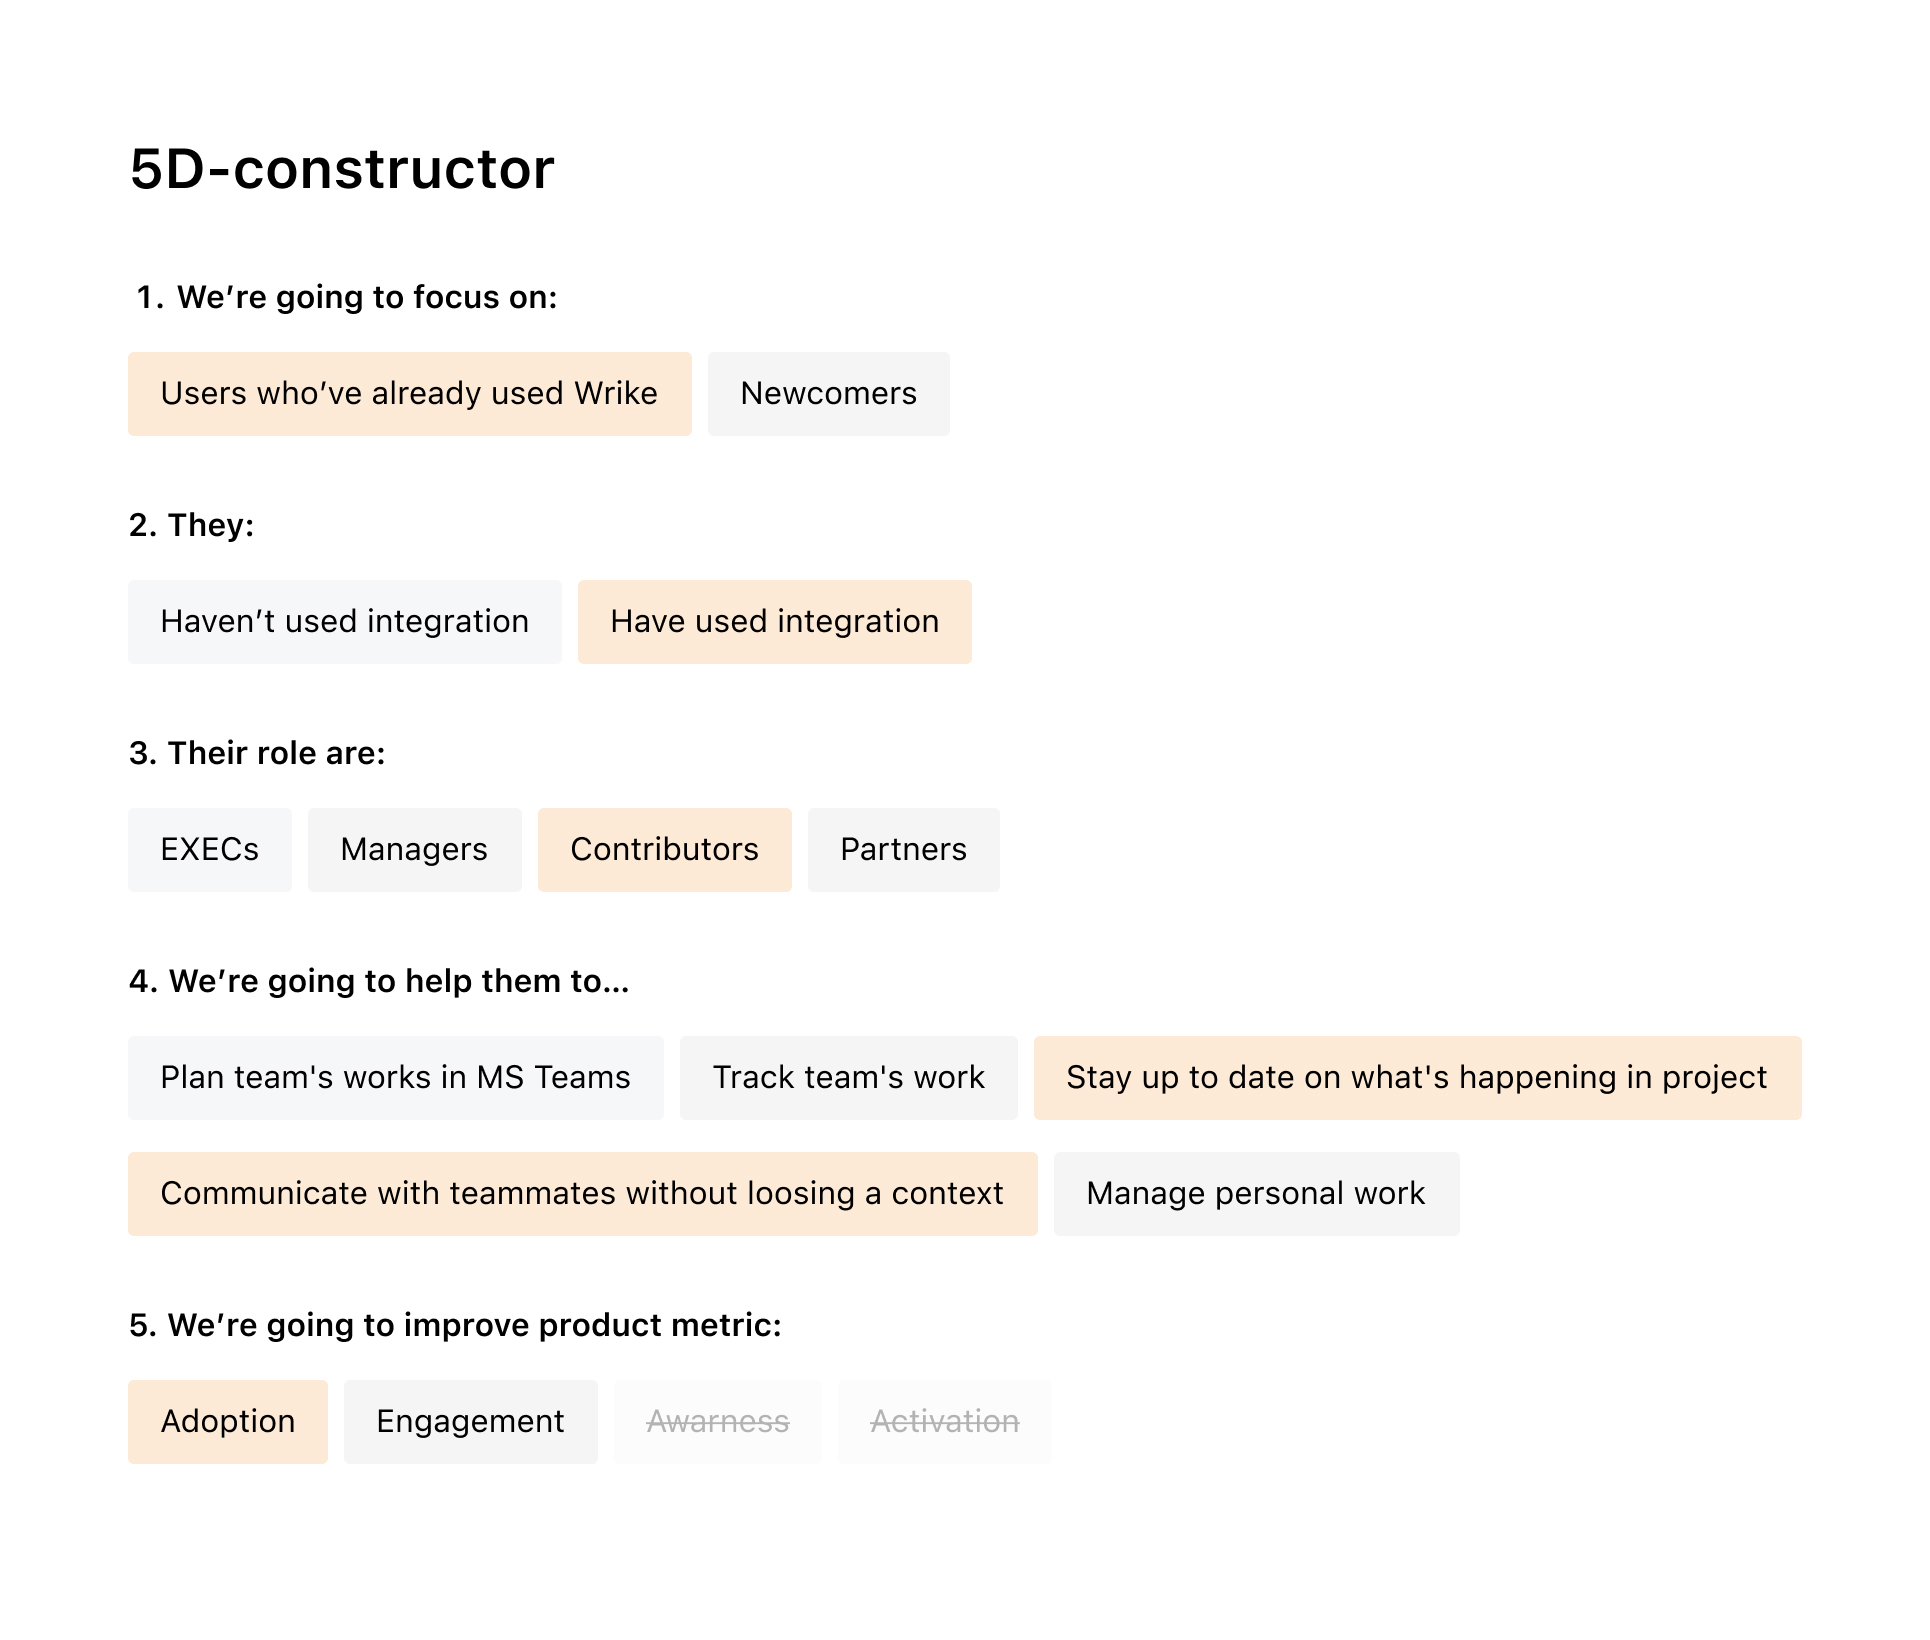 5D-constructor
1. We’re going to focus on:
Users who’ve already used Wrike Newcomers
2. They:
Haven’t used integration Have used integration
3. Their role are:
EXECs Managers Contributors Partners
4. We’re going to help them to...
Plan team's works in MS Teams Track team's work Stay up to date on what's happening in project
Communicate with teammates without loosing a context Manage personal work
5. We’re going to improve product metric:
Adoption Engagement Awarness Activation